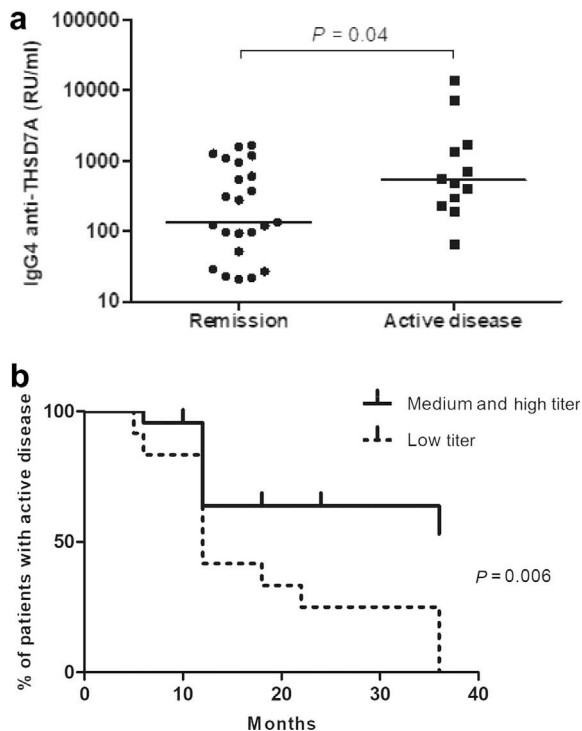 a
P = 0.04
IgG4 anti-THSD7A (RU/ml)
100000
10000
1000
100
10
Remission
Active disease
b
% of patients with active disease
100
50
0
Medium and high titer
Low titer
P = 0.006
0
10
20
30
40
Months